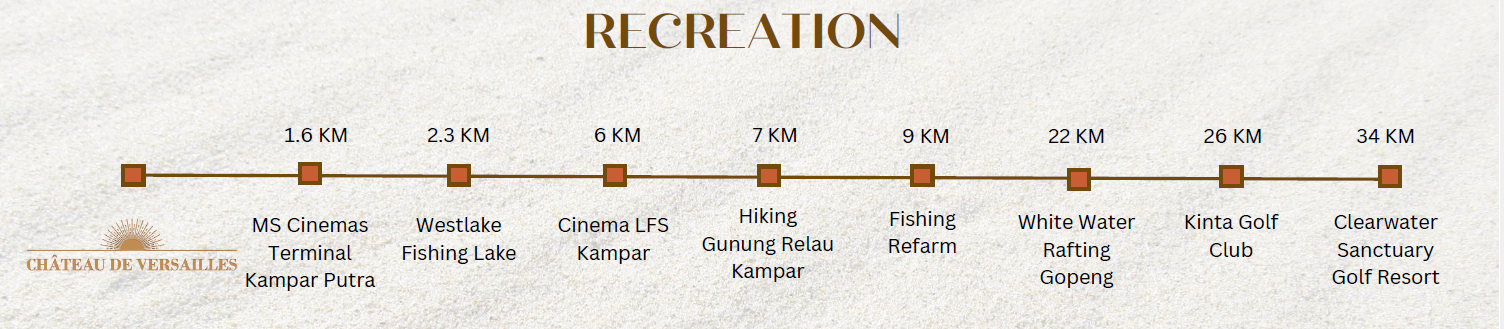 RECREATION
1.6 KM
2.3 KM
6 KM
7 KM
9 KM
22 KM
26 KM
34 KM
CHÂTEAU DE VERSAILLES
MS Cinemas
Terminal
Kampar Putra
Westlake
Fishing Lake
Cinema LFS
Kampar
Hiking
Gunung Relau
Kampar
Fishing
Refarm
White Water
Rafting
Gopeng
Kinta Golf
Club
Clearwater
Sanctuary
Golf Resort